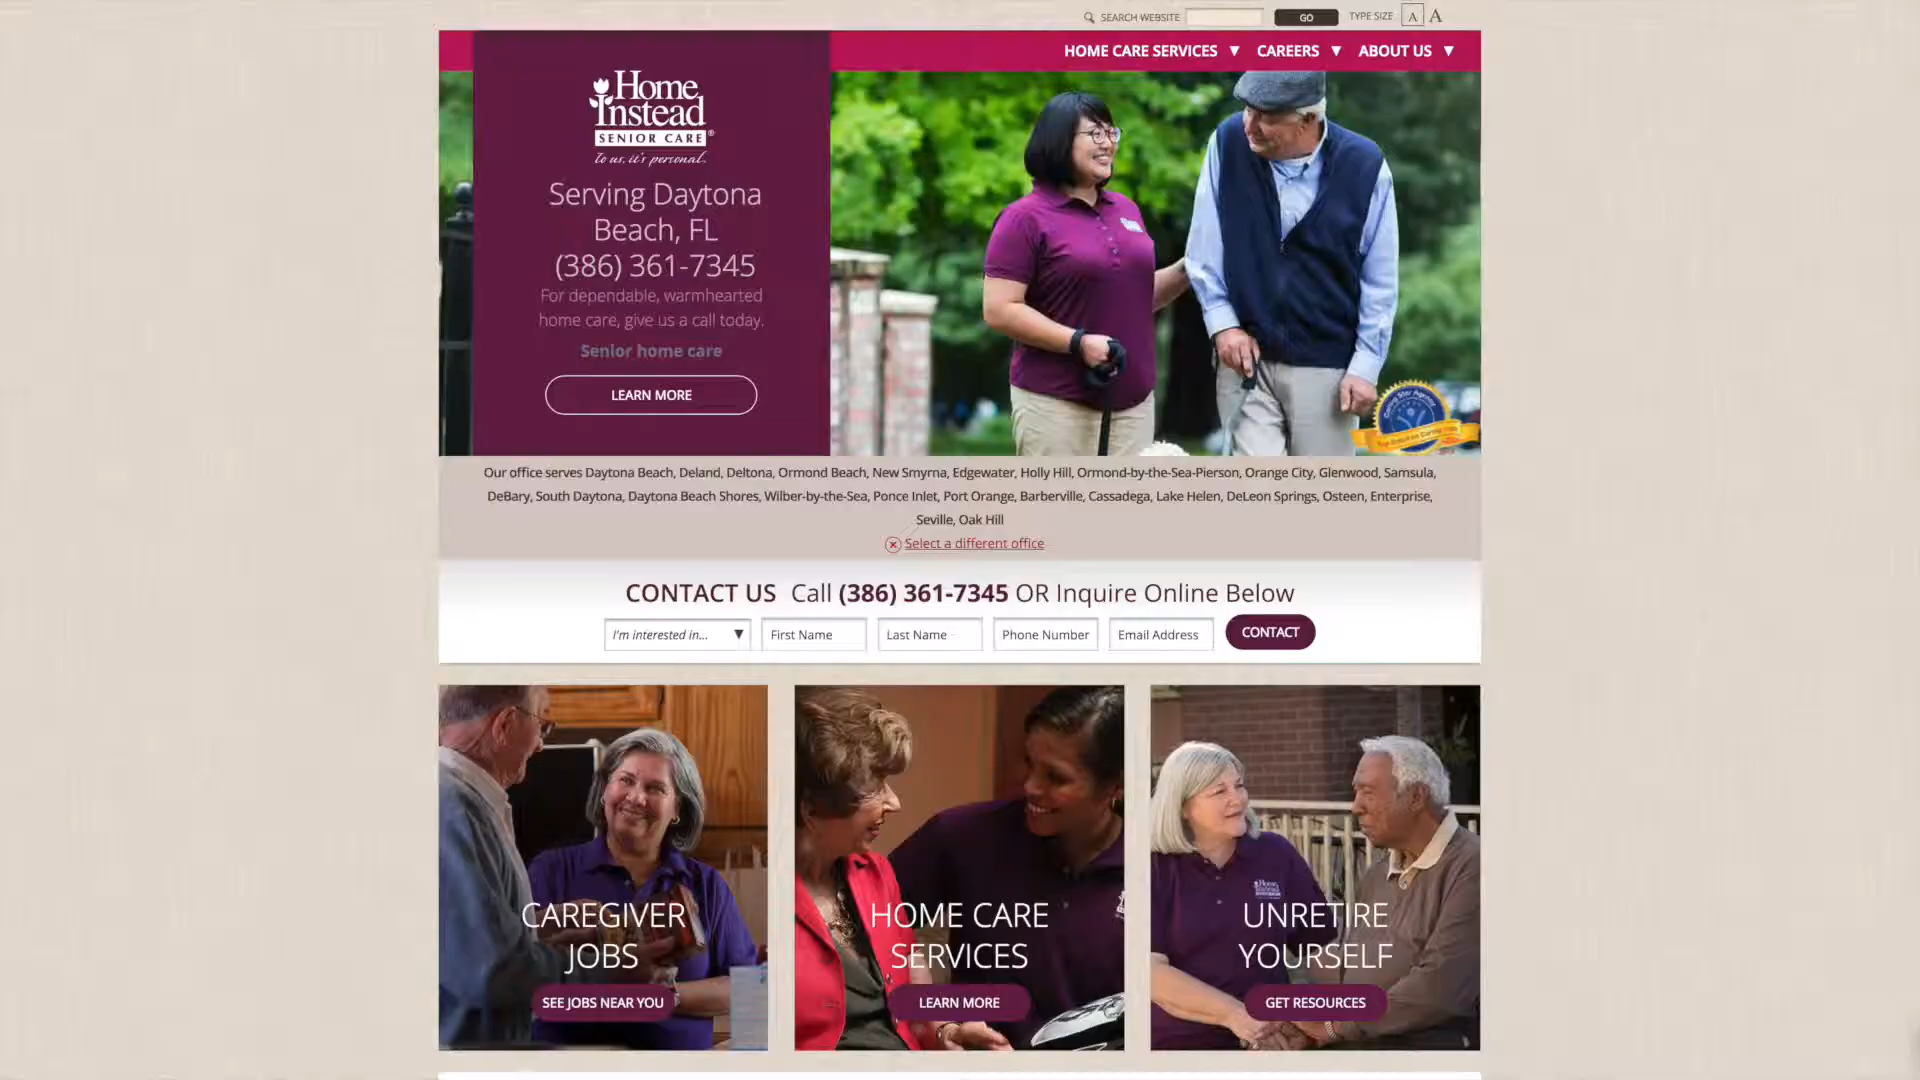 SEARCH WEBSITE
GO
TYPE SIZE A A
HOME CARE SERVICES ▼ CAREERS ▼ ABOUT US ▼
Home
Instead
SENIOR CARE®
To us, it's personal.
Serving Daytona
Beach, FL
(386) 361-7345
For dependable, warmhearted
home care, give us a call today.
Senior home care
LEARN MORE
Caring Star Agency
Our office serves Daytona Beach, Deland, Deltona, Ormond Beach, New Smyrna, Edgewater, Holly Hill, Ormond-by-the-Sea-Pierson, Orange City, Glenwood, Samsula,
DeBary, South Daytona, Daytona Beach Shores, Wilber-by-the-Sea, Ponce Inlet, Port Orange, Barberville, Cassadega, Lake Helen, DeLeon Springs, Osteen, Enterprise,
Seville, Oak Hill
Select a different office
CONTACT US Call (386) 361-7345 OR Inquire Online Below
I'm interested in... ▼
First Name
Last Name
Phone Number
Email Address
CONTACT
CAREGIVER
JOBS
SEE JOBS NEAR YOU
HOME CARE
SERVICES
LEARN MORE
UNRETIRE
YOURSELF
GET RESOURCES